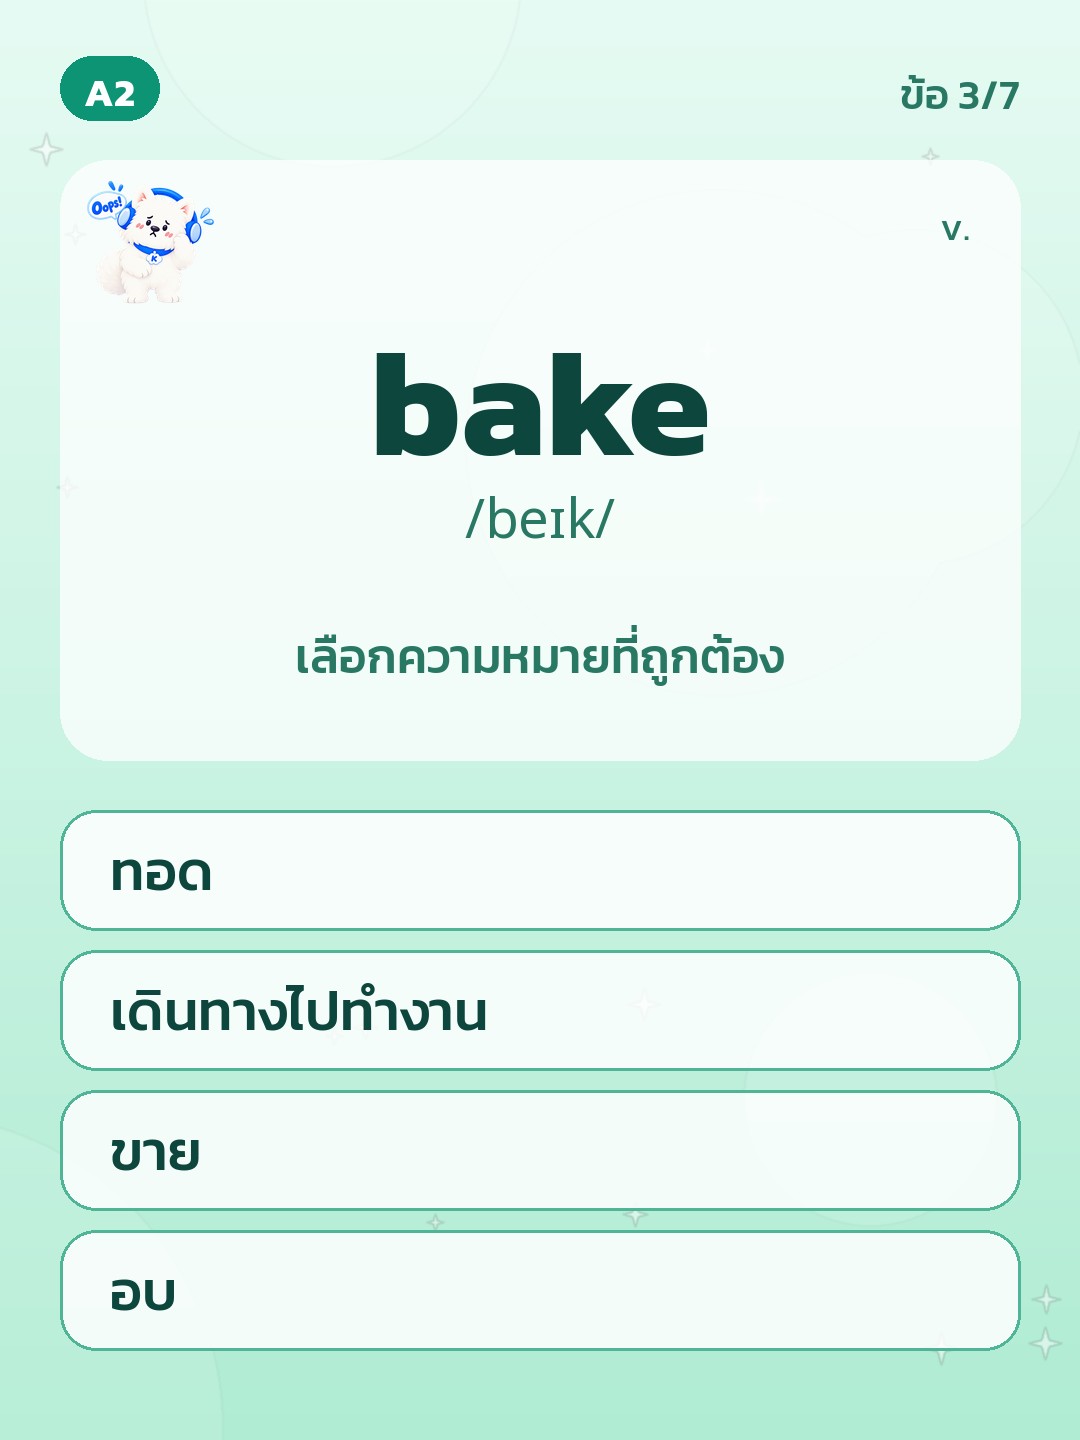 A2
ข้อ 3/7
Oops!
v.
K
bake
/beɪk/
เลือกความหมายที่ถูกต้อง
ทอด
เดินทางไปทำงาน
ขาย
อบ